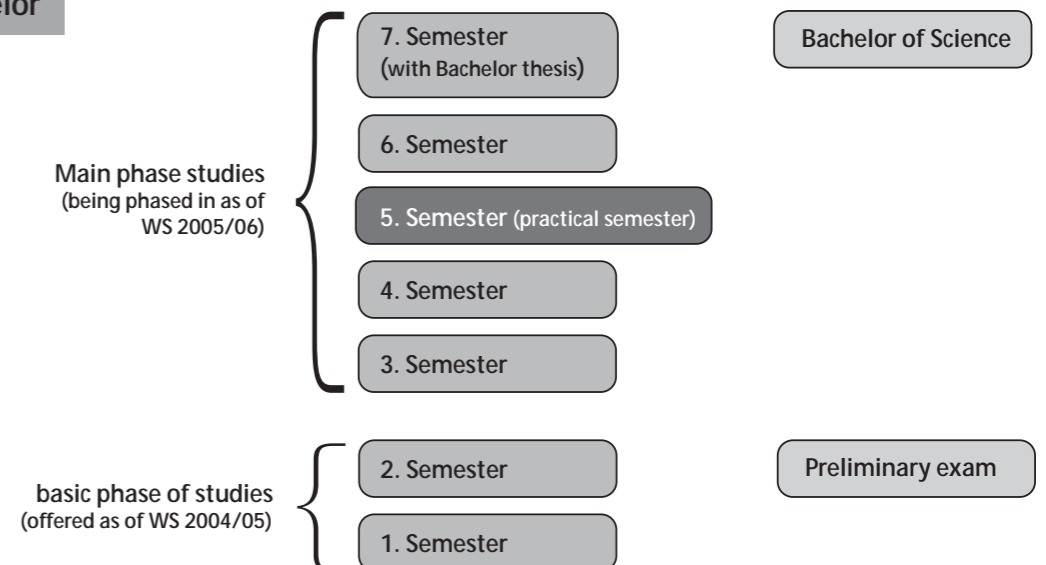 7. Semester
(with Bachelor thesis)
Bachelor of Science
6. Semester
Main phase studies
(being phased in as of
WS 2005/06)
5. Semester (practical semester)
4. Semester
3. Semester
2. Semester
Preliminary exam
basic phase of studies
(offered as of WS 2004/05)
1. Semester